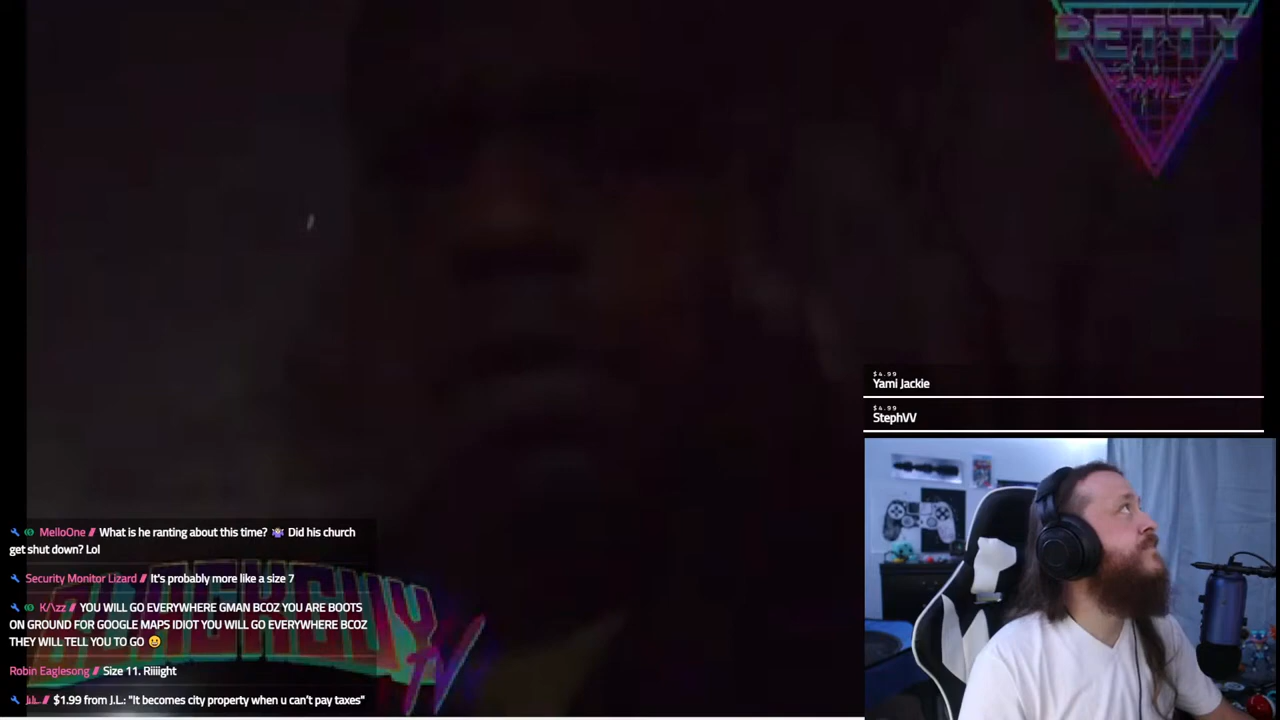 PETTY
FAMILY
$4.99
Yami Jackie
$4.99
StephVV
MelloOne // What is he ranting about this time? 🤷 Did his church
get shut down? Lol
Security Monitor Lizard // It's probably more like a size 7
K/\zz // YOU WILL GO EVERYWHERE GMAN BCOZ YOU ARE BOOTS
ON GROUND FOR GOOGLE MAPS IDIOT YOU WILL GO EVERYWHERE BCOZ
THEY WILL TELL YOU TO GO 😀
Robin Eaglesong // Size 11. Riiiight
J.L. // $1.99 from J.L.: "It becomes city property when u can't pay taxes"
TV